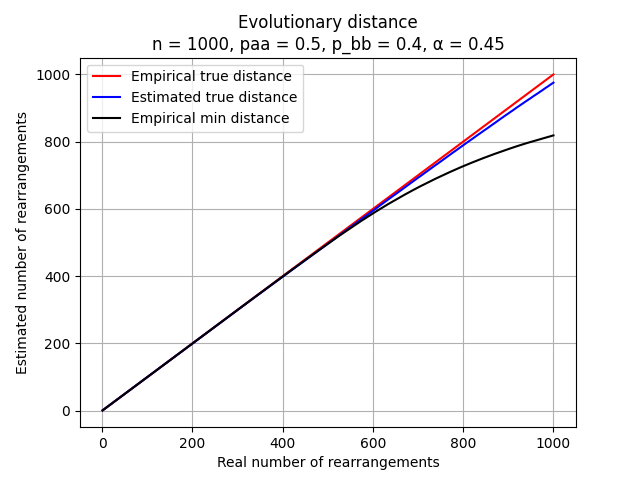 Evolutionary distance
n = 1000, paa = 0.5, p_bb = 0.4, α = 0.45
Empirical true distance
Estimated true distance
Empirical min distance
1000
800
600
400
200
0
Estimated number of rearrangements
0 200 400 600 800 1000
Real number of rearrangements